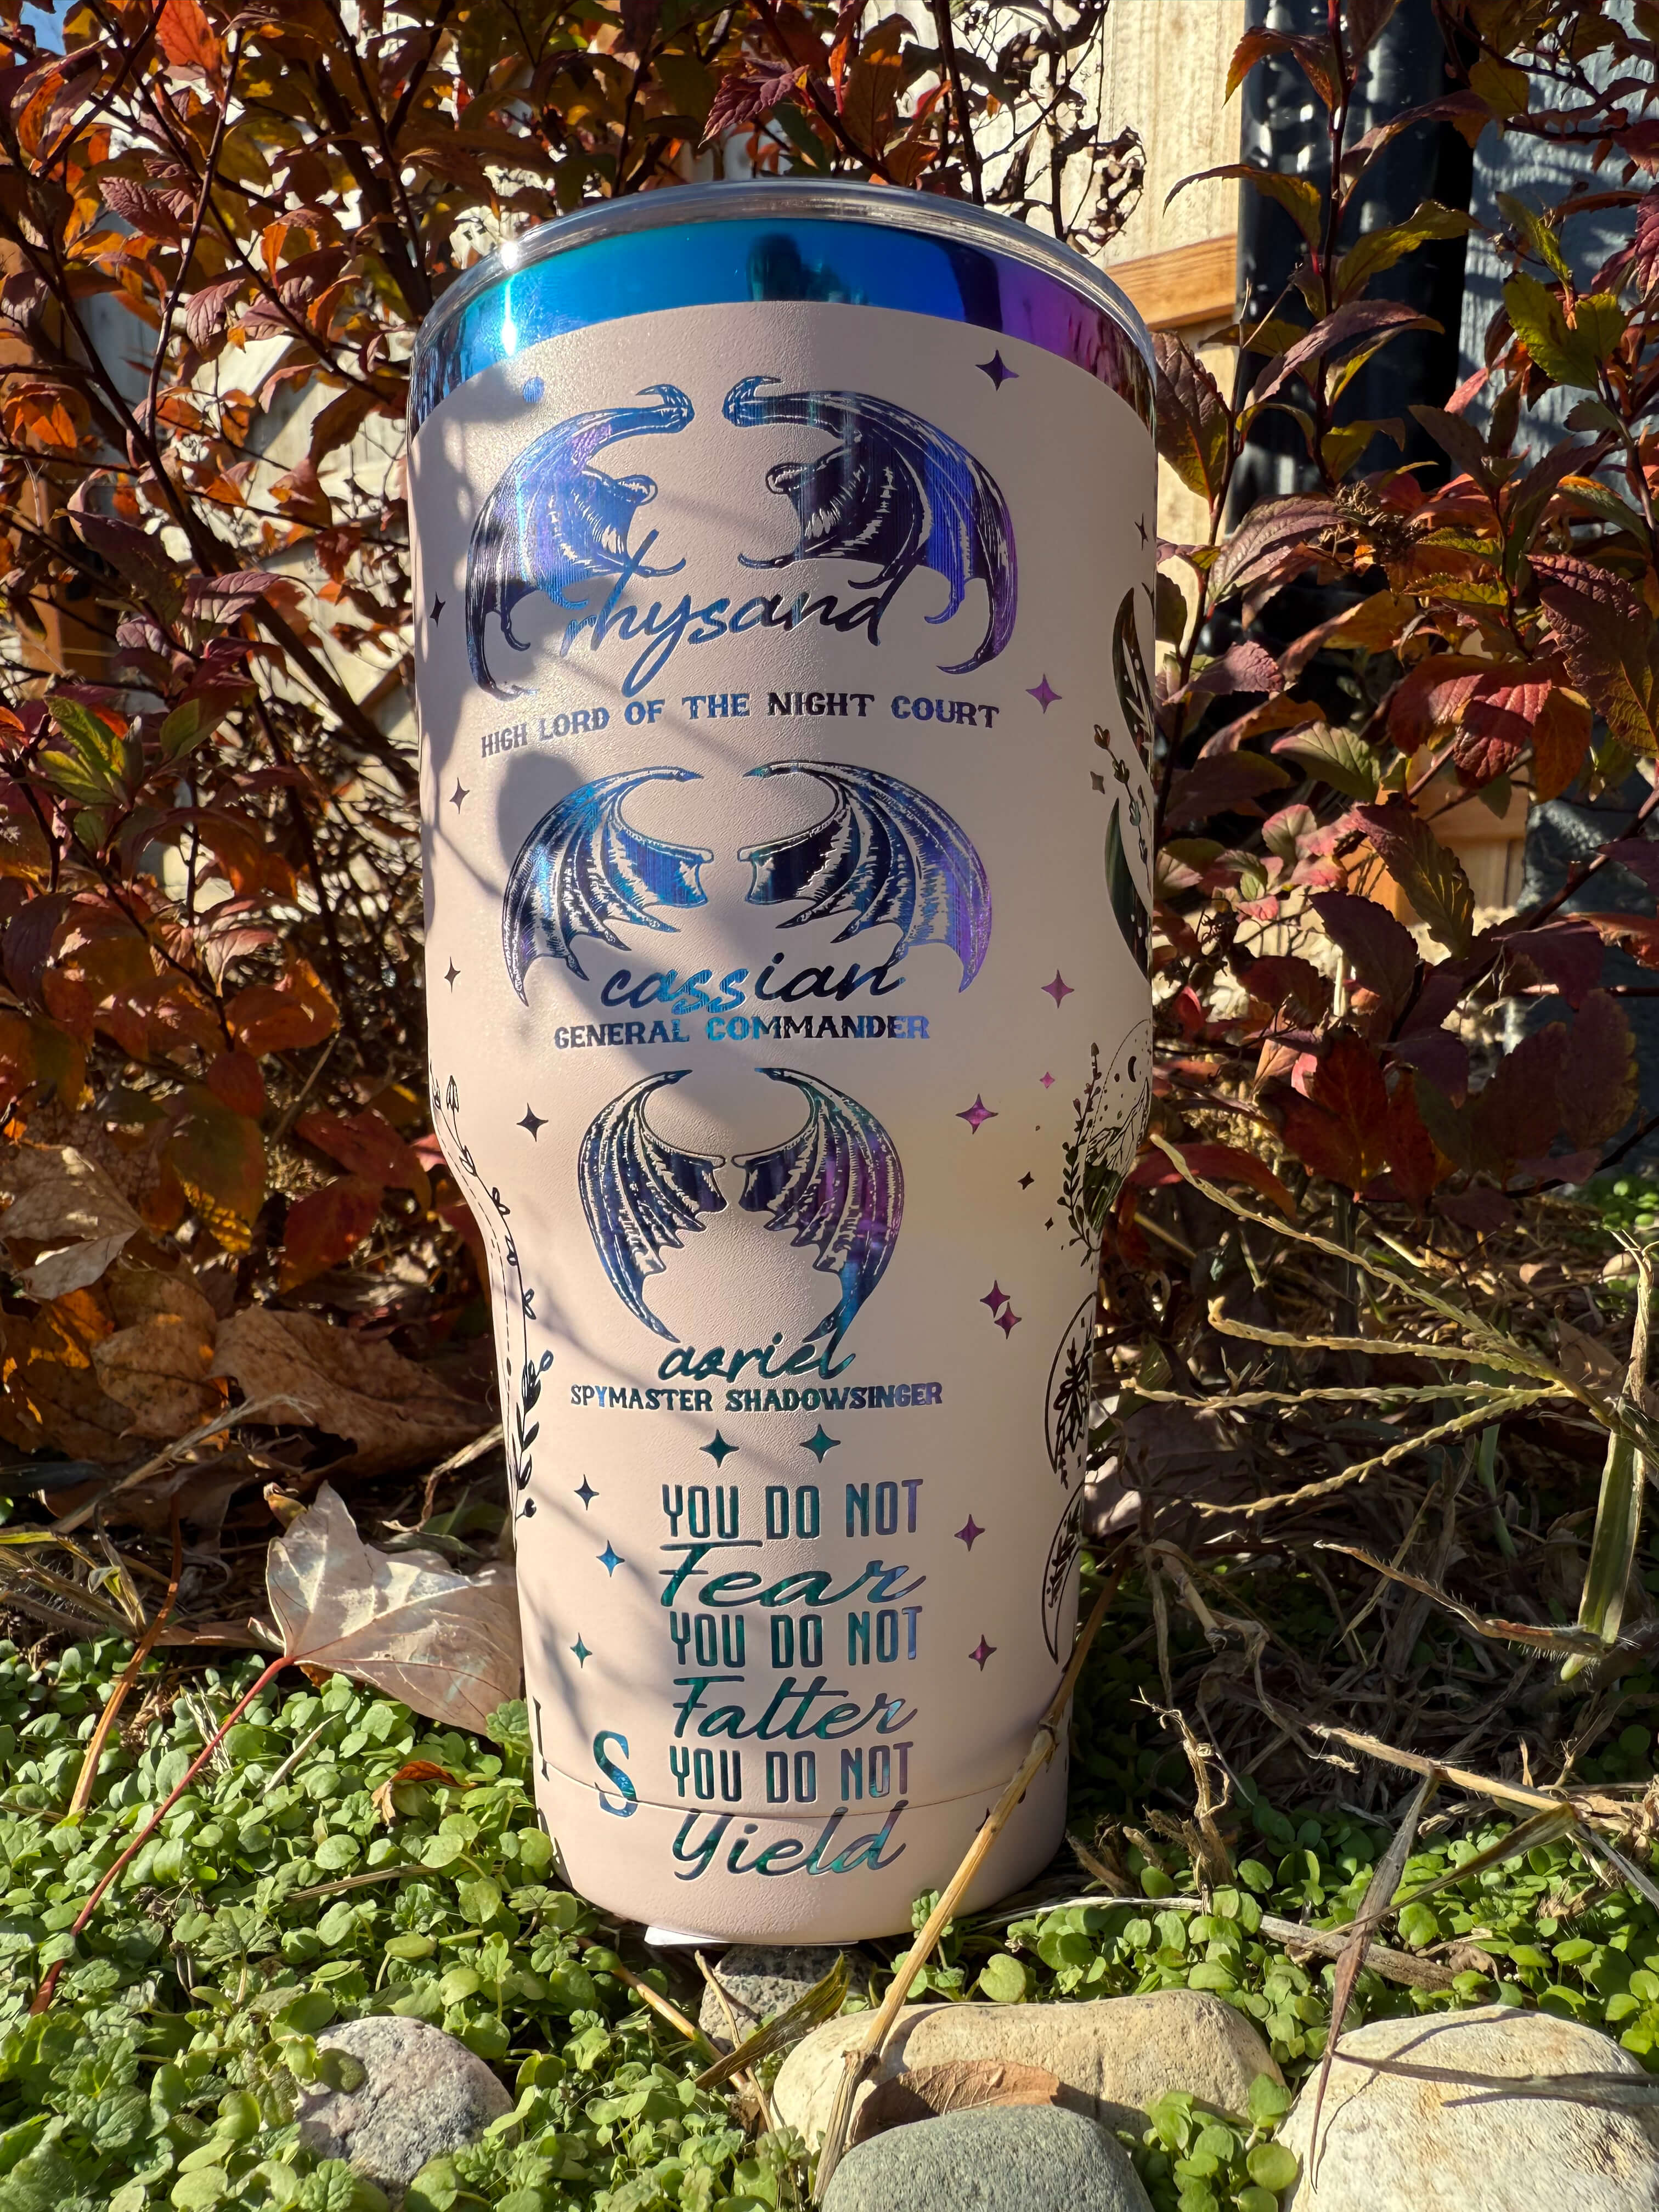 rhysand
HIGH LORD OF THE NIGHT COURT
cassian
GENERAL COMMANDER
azriel
SPYMASTER SHADOWSINGER
YOU DO NOT
Fear
YOU DO NOT
Falter
YOU DO NOT
Yield
S